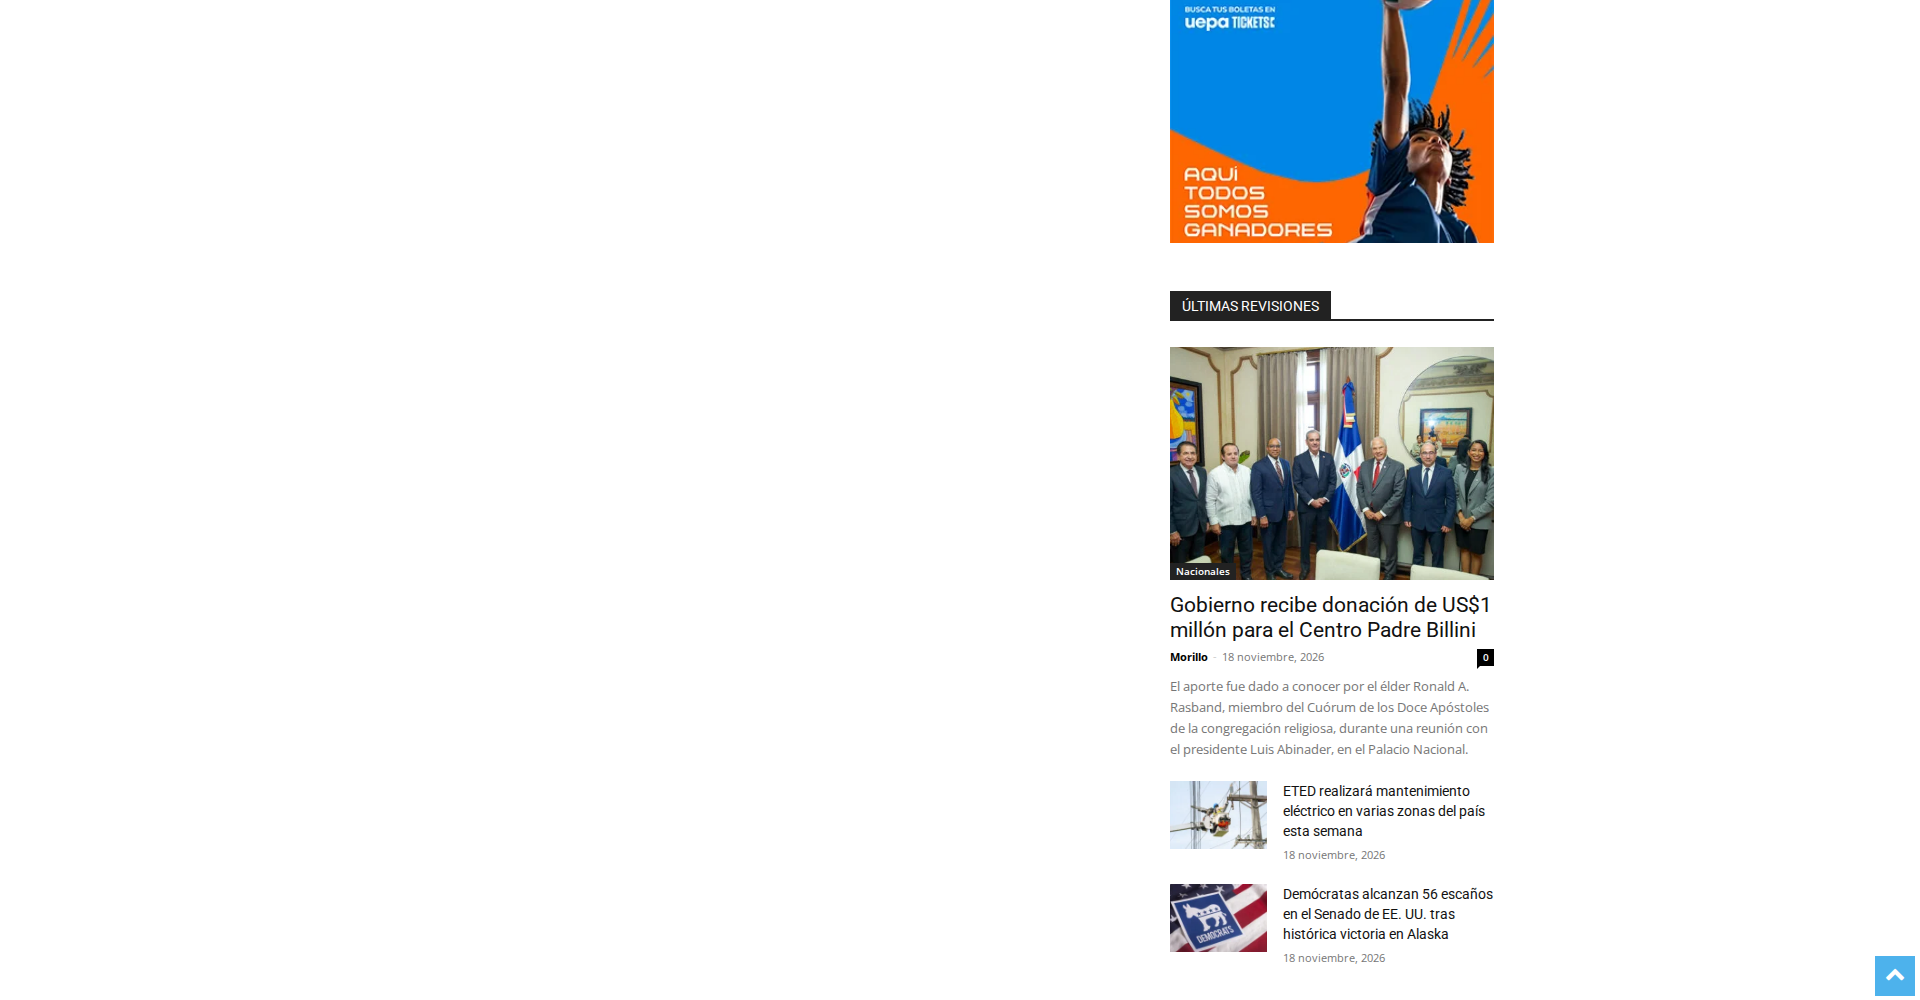 BUSCA TUS BOLETAS EN
uepa TICKETS
AQUÍ
TODOS
SOMOS
GANADORES
ÚLTIMAS REVISIONES
Nacionales
Gobierno recibe donación de US$1
millón para el Centro Padre Billini
Morillo - 18 noviembre, 2026
0
El aporte fue dado a conocer por el élder Ronald A.
Rasband, miembro del Cuórum de los Doce Apóstoles
de la congregación religiosa, durante una reunión con
el presidente Luis Abinader, en el Palacio Nacional.
ETED realizará mantenimiento
eléctrico en varias zonas del país
esta semana
18 noviembre, 2026
DEMOCRATS
Demócratas alcanzan 56 escaños
en el Senado de EE. UU. tras
histórica victoria en Alaska
18 noviembre, 2026